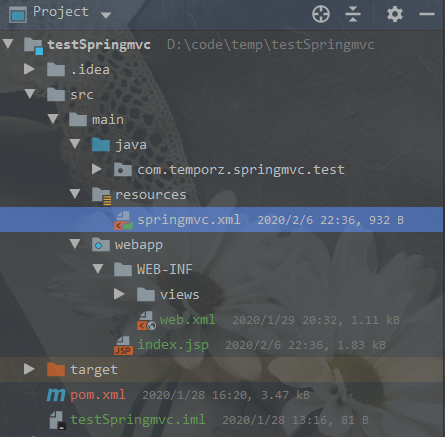 Project
testSpringmvc D:\code\temp\testSpringmvc
.idea
src
main
java
com.temporz.springmvc.test
resources
springmvc.xml 2020/2/6 22:36, 932 B
webapp
WEB-INF
views
web.xml 2020/1/29 20:32, 1.11 kB
index.jsp 2020/2/6 22:36, 1.83 kB
JSP
target
pom.xml 2020/1/28 16:20, 3.47 kB
testSpringmvc.iml 2020/1/28 13:16, 81 B